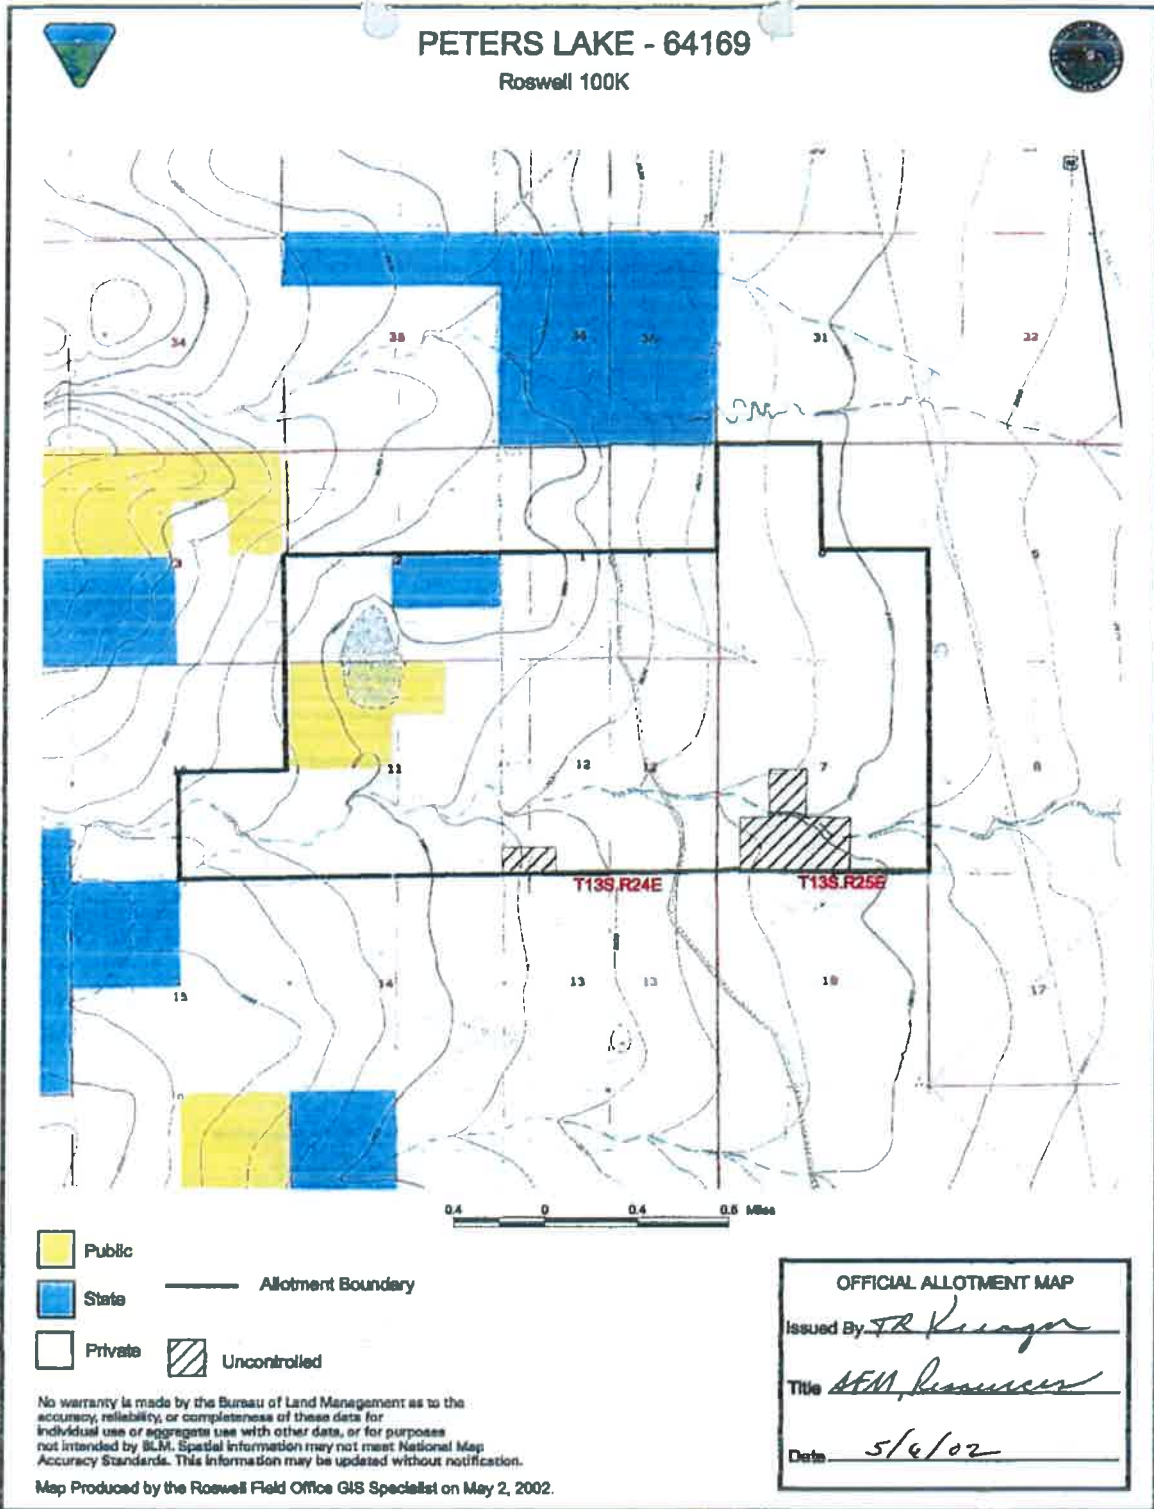 PETERS LAKE - 64169
Roswell 100K
34
35
36
36
31
32
3
2
1
5
11
12
12
7
8
T13S.R24E
T13S.R25E
15
14
13
13
18
17
0.4 0 0.4 0.8 Miles
Public
State
Private
Allotment Boundary
Uncontrolled
OFFICIAL ALLOTMENT MAP
Issued By TR
Title AFM, Resources
Date 5/6/02
No warranty is made by the Bureau of Land Management as to the
accuracy, reliability, or completeness of these data for
individual use or aggregate use with other data, or for purposes
not intended by BLM. Spatial information may not meet National Map
Accuracy Standards. This information may be updated without notification.
Map Produced by the Roswell Field Office GIS Specialist on May 2, 2002.